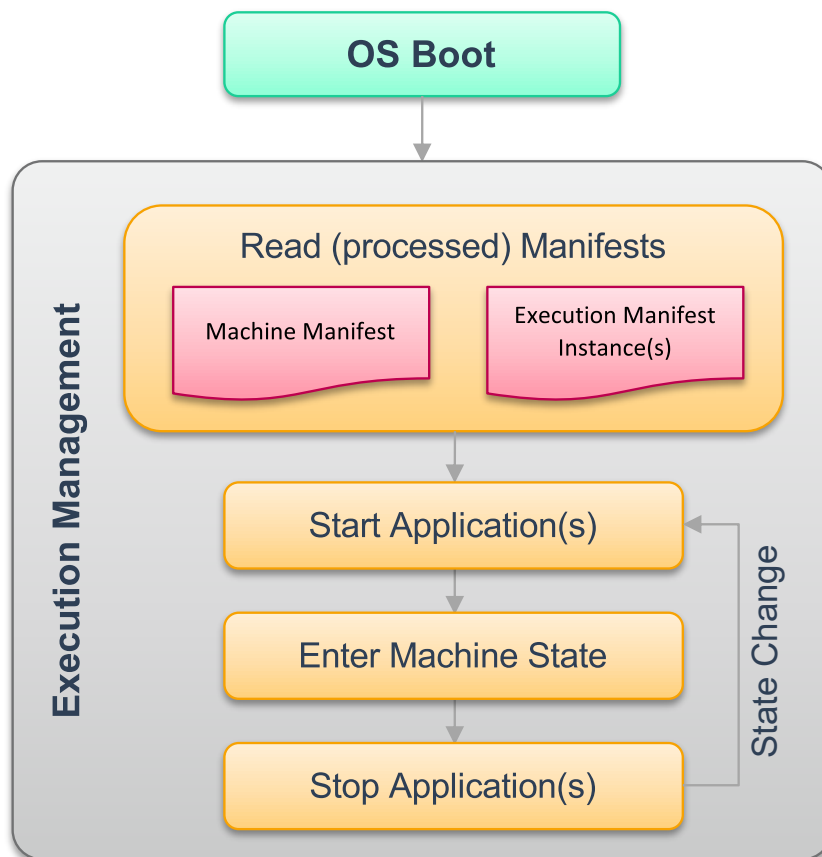 OS Boot
Execution Management
Read (processed) Manifests
Machine Manifest
Execution Manifest
Instance(s)
Start Application(s)
Enter Machine State
Stop Application(s)
State Change